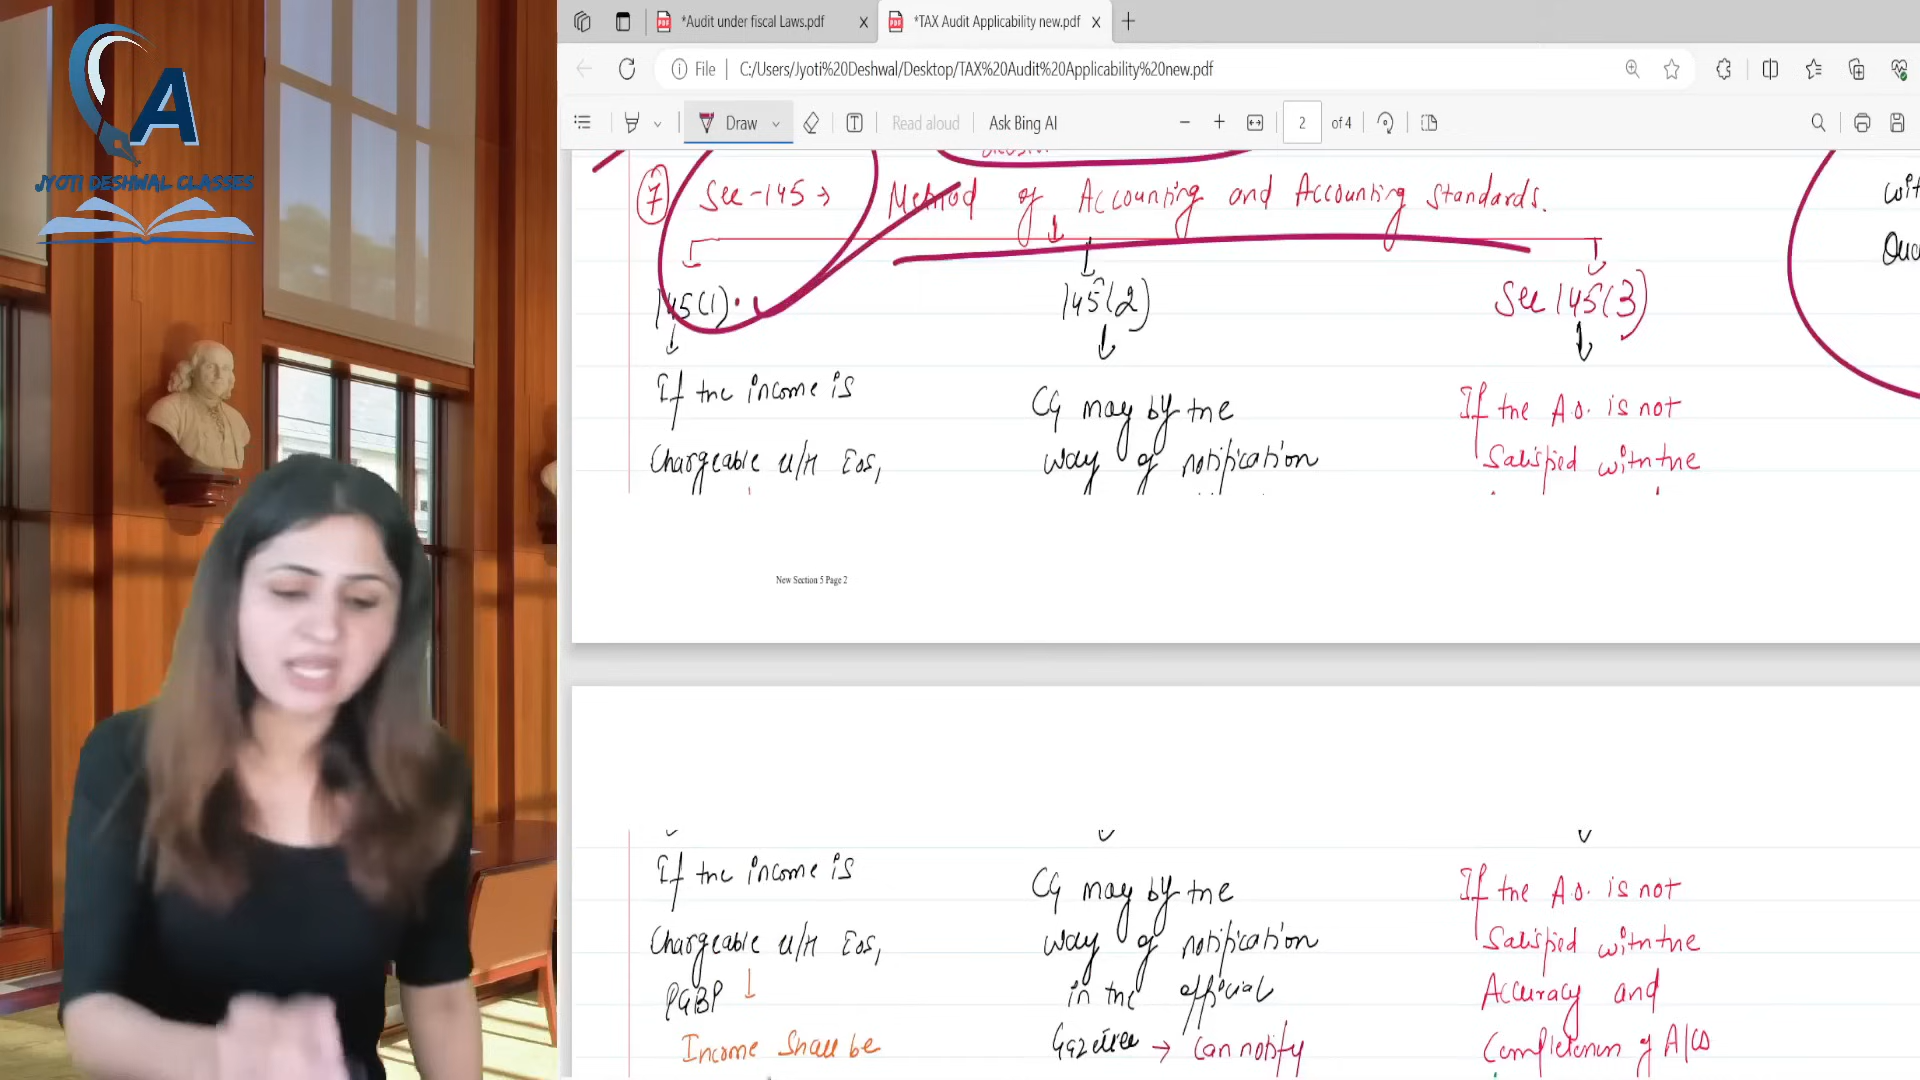 *Audit under fiscal Laws.pdf
*TAX Audit Applicability new.pdf
File C:/Users/Jyoti%20Deshwal/Desktop/TAX%20Audit%20Applicability%20new.pdf
Draw Read aloud Ask Bing AI 2 of 4
CA
JYOTI DESHWAL CLASSES
7 Sec-145 → Method of Accounting and Accounting Standards.
145(1).
145(2)
Sec 145(3)
If the income is
Chargeable u/H EOS,
CG may by the
way of notification
If the A.O. is not
Satisfied with the
New Section 5 Page 2
If the income is
Chargeable u/H EOS,
PGBP
Income Shall be
CG may by the
way of notification
in the official
Gazettee → Can notify
If the A.O. is not
Satisfied with the
Accuracy and